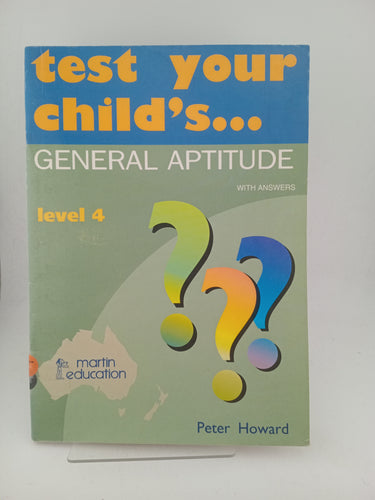 test your
child's...
GENERAL APTITUDE
WITH ANSWERS
level 4
martin
education
Peter Howard